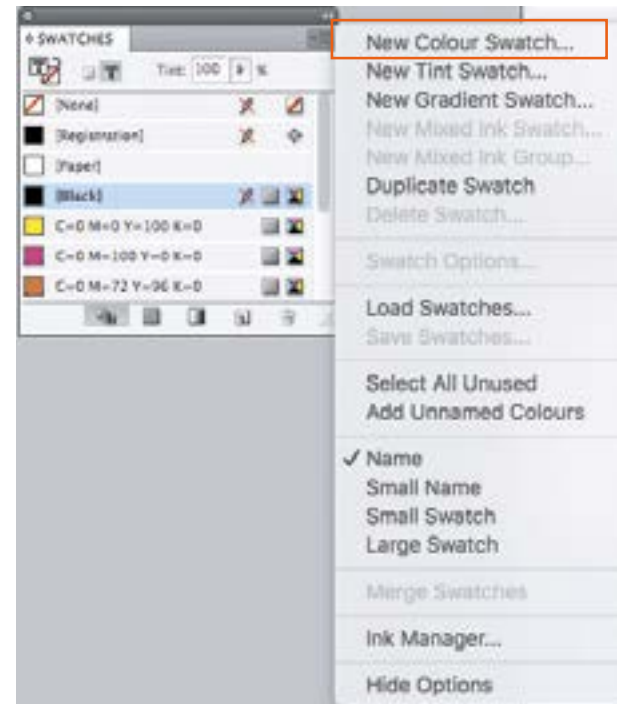 SWATCHES
Tint: 100 %
[None]
[Registration]
[Paper]
[Black]
C=0 M=0 Y=100 K=0
C=0 M=100 Y=0 K=0
C=0 M=72 Y=96 K=0
New Colour Swatch...
New Tint Swatch...
New Gradient Swatch...
New Mixed Ink Swatch...
New Mixed Ink Group...
Duplicate Swatch
Delete Swatch...
Swatch Options...
Load Swatches...
Save Swatches...
Select All Unused
Add Unnamed Colours
✓ Name
Small Name
Small Swatch
Large Swatch
Merge Swatches
Ink Manager...
Hide Options